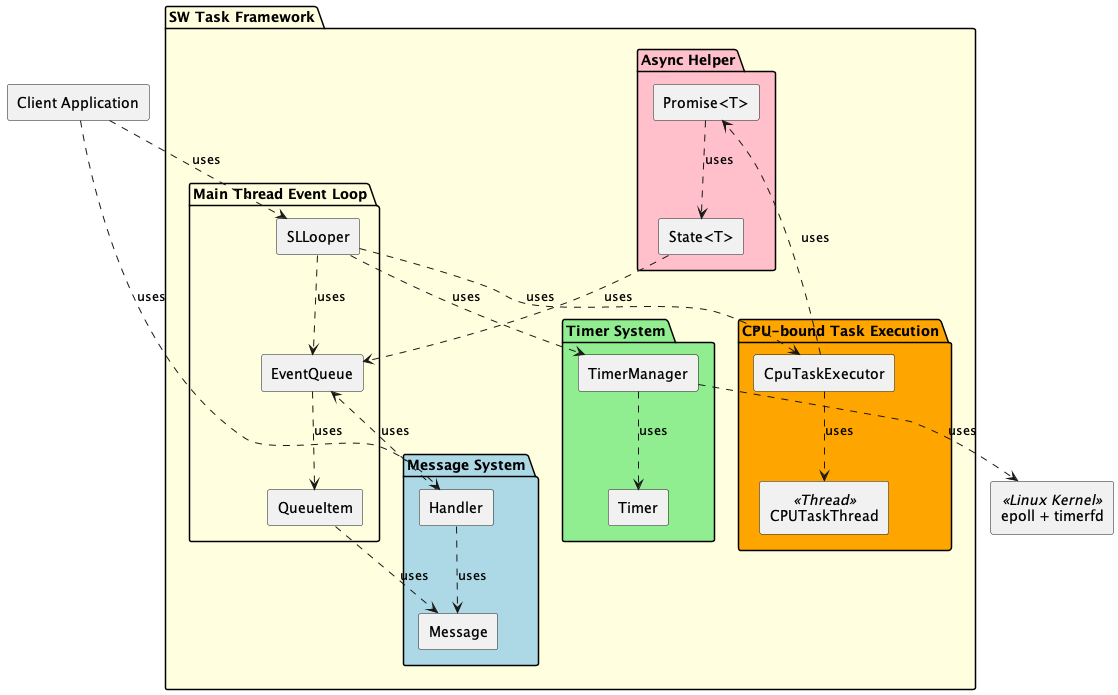 SW Task Framework
Async Helper
Promise<T>
Client Application
uses
uses
Main Thread Event Loop
SLLooper
State<T>
uses
uses
uses
uses
uses
uses
Timer System
CPU-bound Task Execution
EventQueue
TimerManager
CpuTaskExecutor
uses
uses
uses
uses
uses
Message System
QueueItem
Handler
Timer
«Thread»
CPUTaskThread
«Linux Kernel»
epoll + timerfd
uses
uses
Message